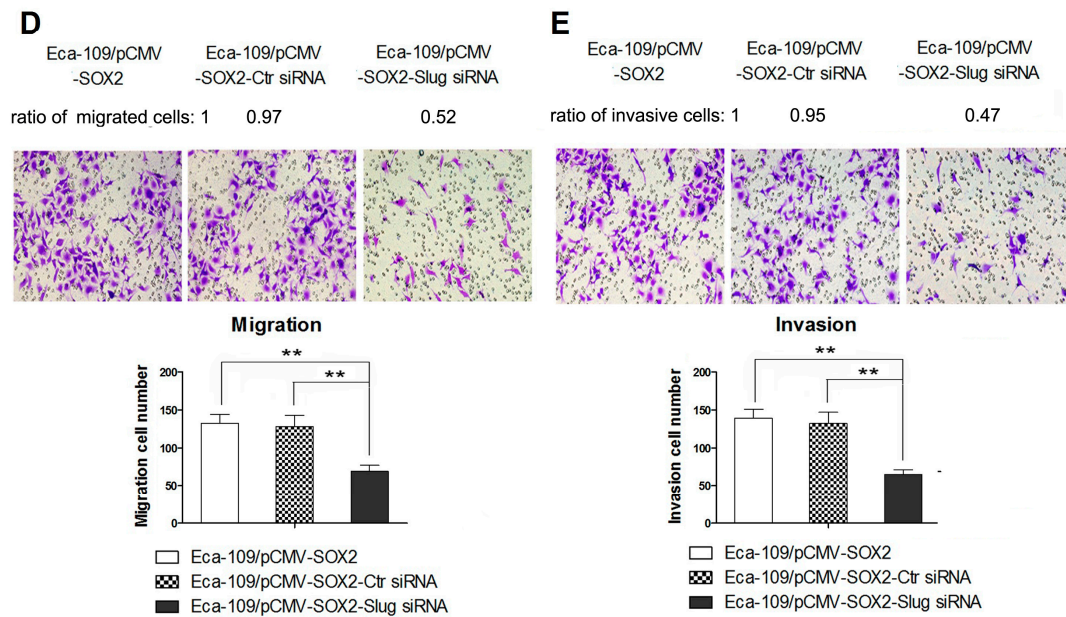 D
Eca-109/pCMV
-SOX2
Eca-109/pCMV
-SOX2-Ctr siRNA
Eca-109/pCMV
-SOX2-Slug siRNA
ratio of migrated cells: 1 0.97 0.52
Migration
**
**
Migration cell number
200
150
100
50
0
Eca-109/pCMV-SOX2
Eca-109/pCMV-SOX2-Ctr siRNA
Eca-109/pCMV-SOX2-Slug siRNA
E
Eca-109/pCMV
-SOX2
Eca-109/pCMV
-SOX2-Ctr siRNA
Eca-109/pCMV
-SOX2-Slug siRNA
ratio of invasive cells: 1 0.95 0.47
Invasion
**
**
Invasion cell number
200
150
100
50
0
Eca-109/pCMV-SOX2
Eca-109/pCMV-SOX2-Ctr siRNA
Eca-109/pCMV-SOX2-Slug siRNA